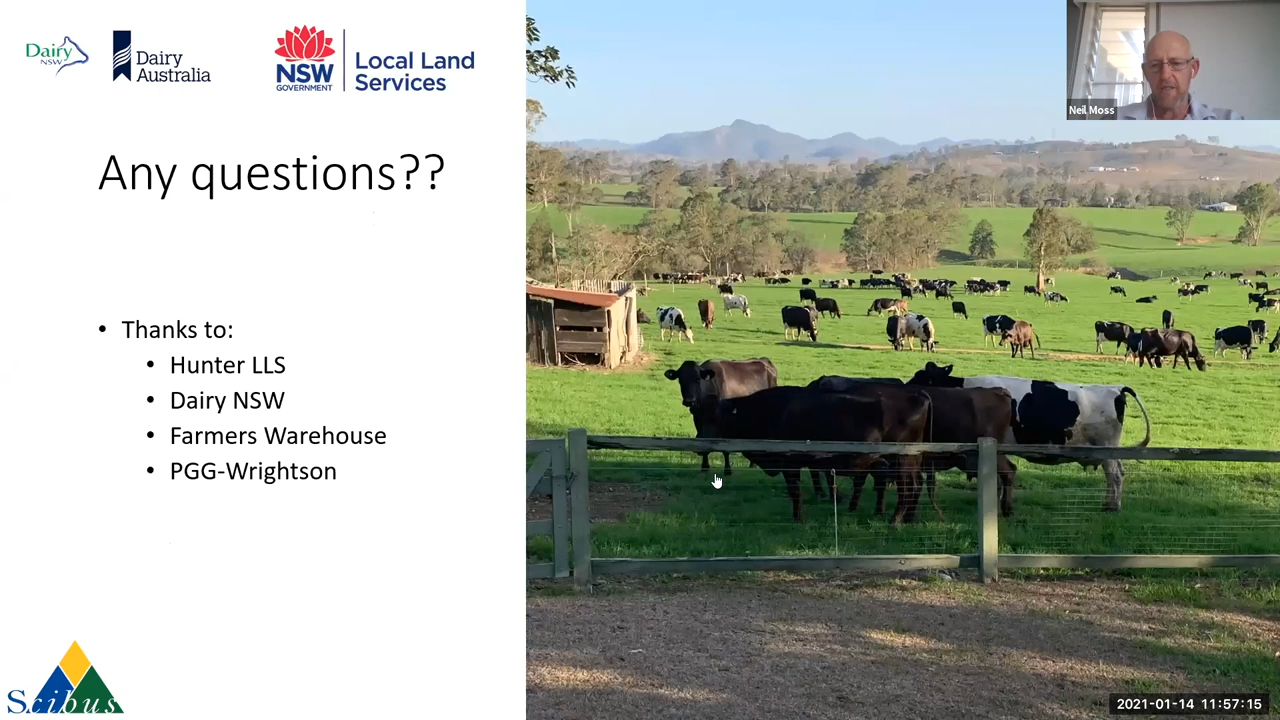 Dairy
NSW
Dairy
Australia
NSW
GOVERNMENT
Local Land
Services
Neil Moss
Any questions??
• Thanks to:
• Hunter LLS
• Dairy NSW
• Farmers Warehouse
• PGG-Wrightson
Scibus
2021-01-14 11:57:15